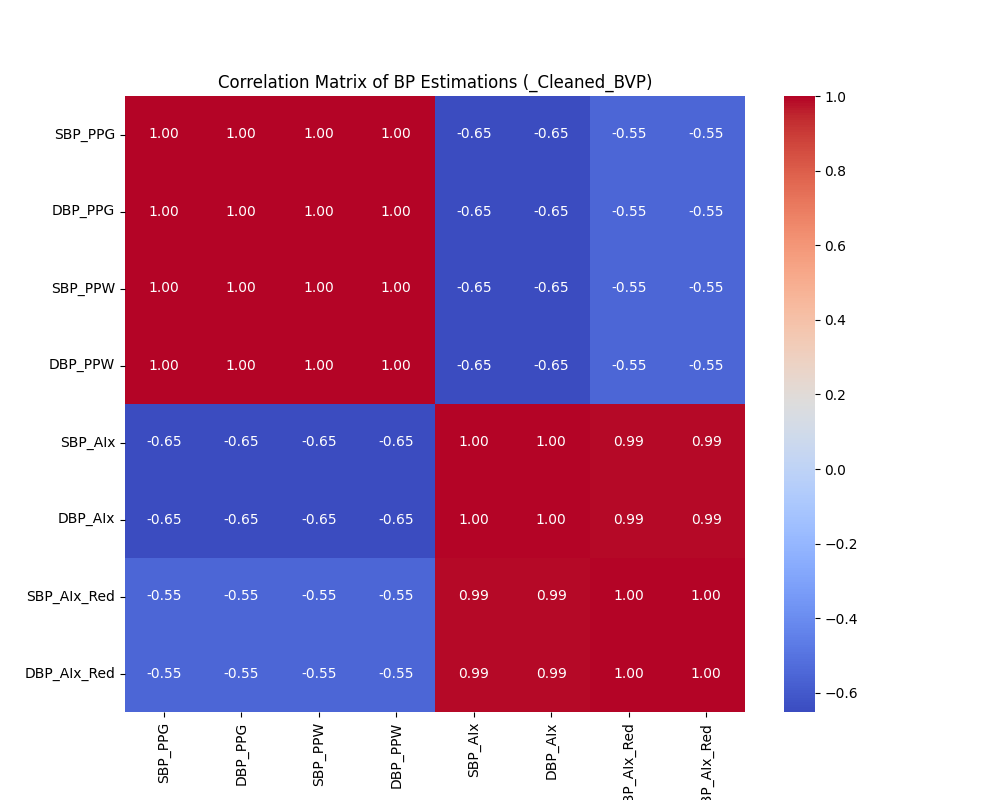 Correlation Matrix of BP Estimations (_Cleaned_BVP)
SBP_PPG 1.00 1.00 1.00 1.00 -0.65 -0.65 -0.55 -0.55
DBP_PPG 1.00 1.00 1.00 1.00 -0.65 -0.65 -0.55 -0.55
SBP_PPW 1.00 1.00 1.00 1.00 -0.65 -0.65 -0.55 -0.55
DBP_PPW 1.00 1.00 1.00 1.00 -0.65 -0.65 -0.55 -0.55
SBP_AIx -0.65 -0.65 -0.65 -0.65 1.00 1.00 0.99 0.99
DBP_AIx -0.65 -0.65 -0.65 -0.65 1.00 1.00 0.99 0.99
SBP_AIx_Red -0.55 -0.55 -0.55 -0.55 0.99 0.99 1.00 1.00
DBP_AIx_Red -0.55 -0.55 -0.55 -0.55 0.99 0.99 1.00 1.00
SBP_PPG
DBP_PPG
SBP_PPW
DBP_PPW
SBP_AIx
DBP_AIx
BP_AIx_Red
BP_AIx_Red
1.0
0.8
0.6
0.4
0.2
0.0
−0.2
−0.4
−0.6